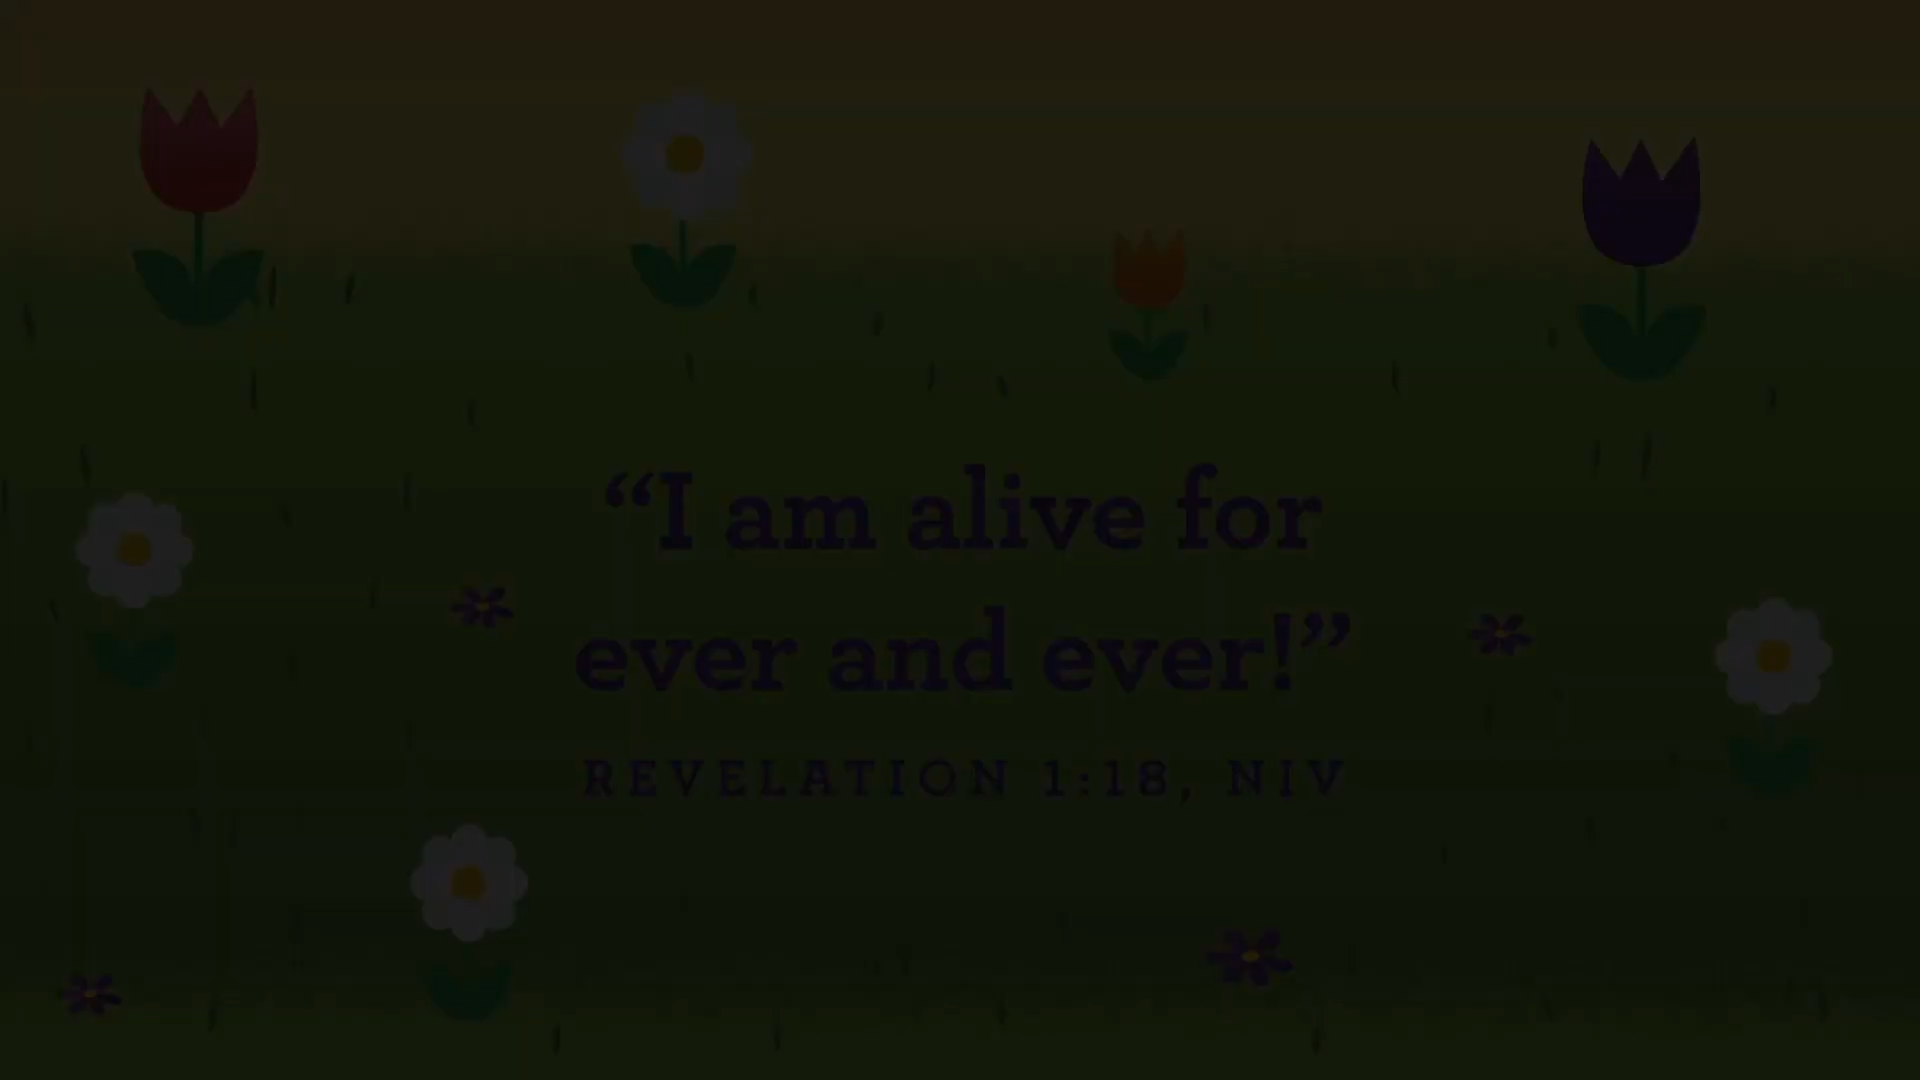 “I am alive for
ever and ever!”
REVELATION 1:18, NIV